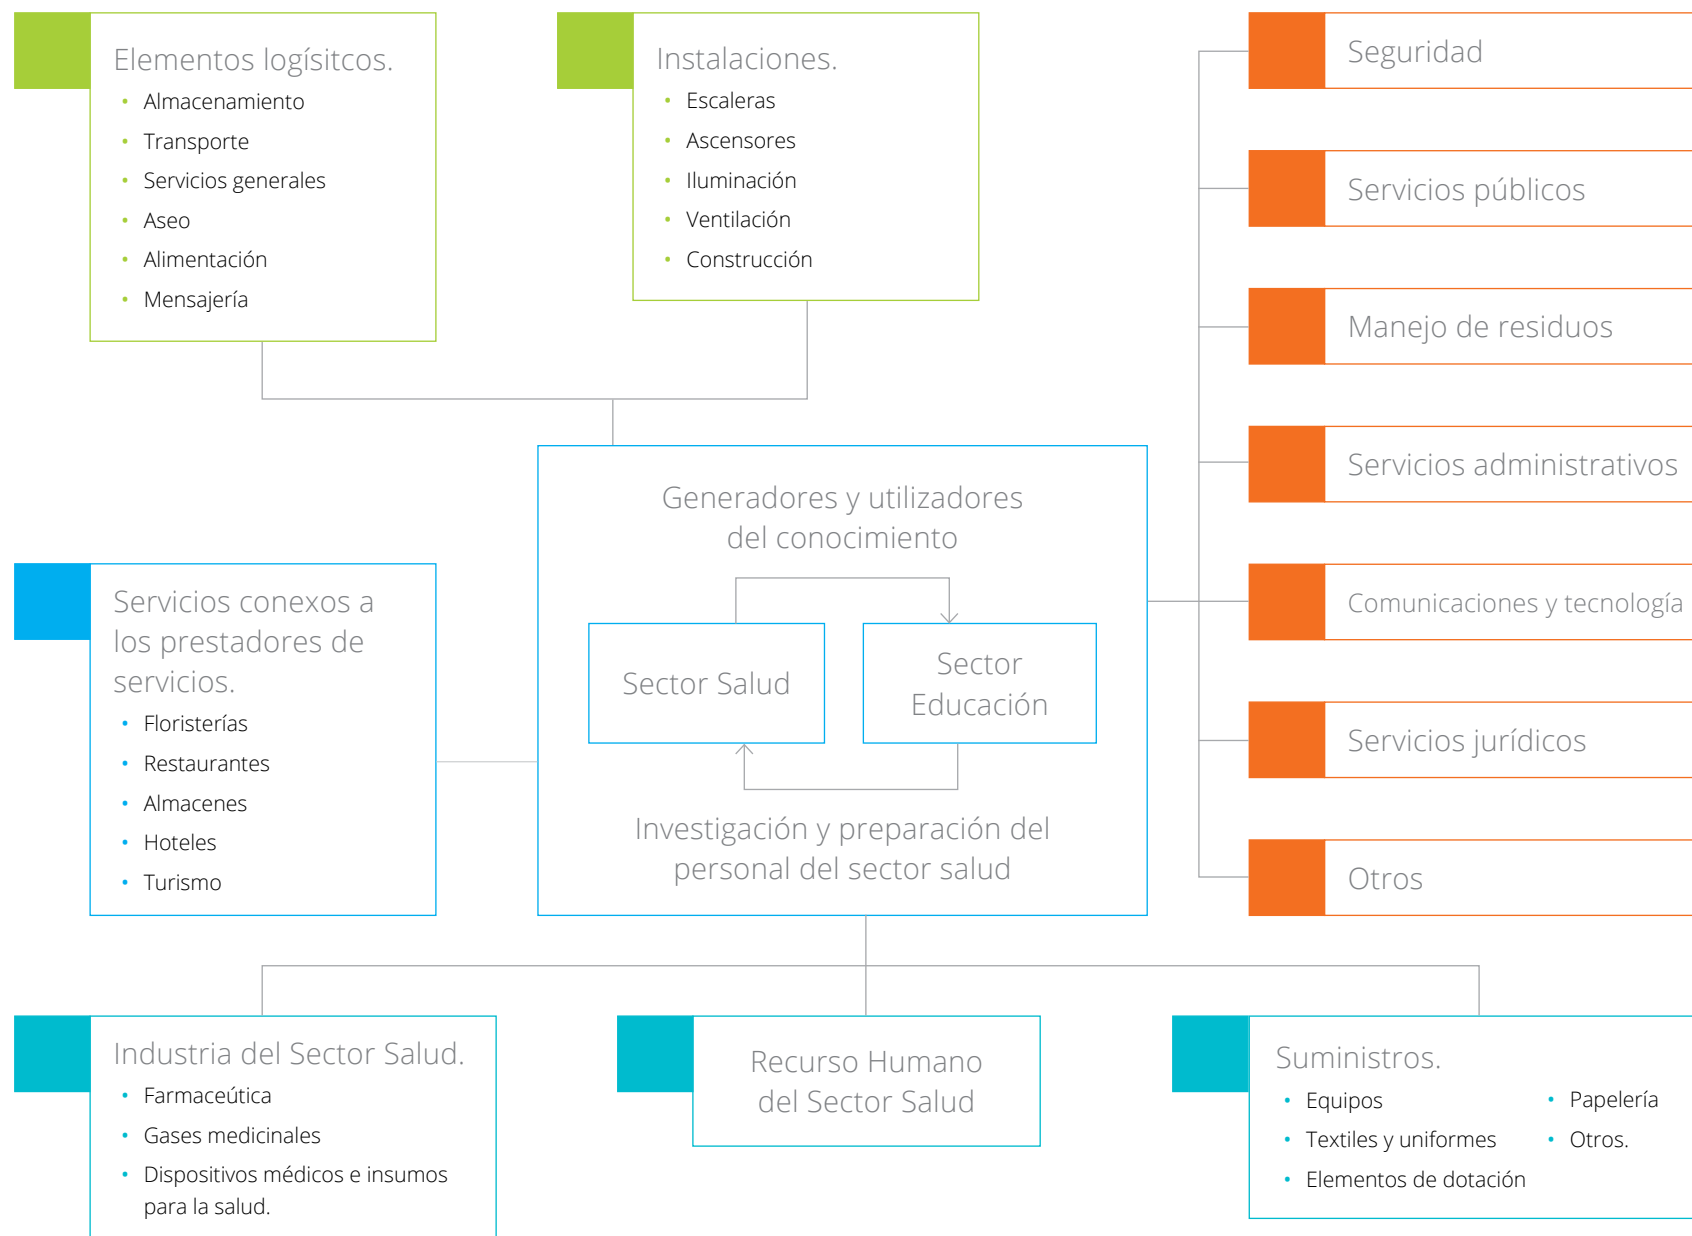 Elementos logísitcos.
• Almacenamiento
• Transporte
• Servicios generales
• Aseo
• Alimentación
• Mensajería
Instalaciones.
• Escaleras
• Ascensores
• Iluminación
• Ventilación
• Construcción
Seguridad
Servicios públicos
Manejo de residuos
Servicios administrativos
Comunicaciones y tecnología
Servicios jurídicos
Otros
Generadores y utilizadores
del conocimiento
Sector Salud
Sector
Educación
Investigación y preparación del
personal del sector salud
Servicios conexos a
los prestadores de
servicios.
• Floristerías
• Restaurantes
• Almacenes
• Hoteles
• Turismo
Industria del Sector Salud.
• Farmaceútica
• Gases medicinales
• Dispositivos médicos e insumos
para la salud.
Recurso Humano
del Sector Salud
Suministros.
• Equipos
• Textiles y uniformes
• Elementos de dotación
• Papelería
• Otros.